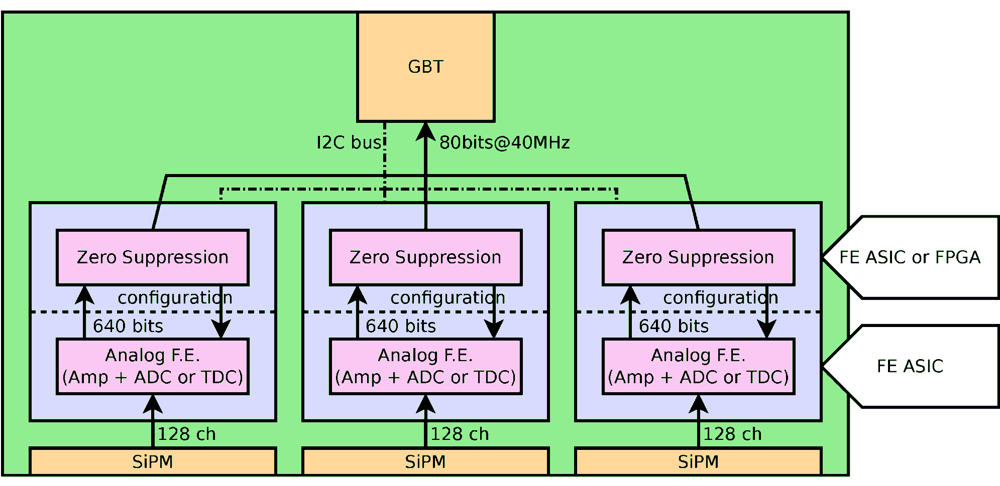 GBT
I2C bus
80bits@40MHz
Zero Suppression
Zero Suppression
Zero Suppression
FE ASIC or FPGA
configuration
configuration
configuration
640 bits
640 bits
640 bits
Analog F.E.
(Amp + ADC or TDC)
Analog F.E.
(Amp + ADC or TDC)
Analog F.E.
(Amp + ADC or TDC)
FE ASIC
128 ch
128 ch
128 ch
SiPM
SiPM
SiPM